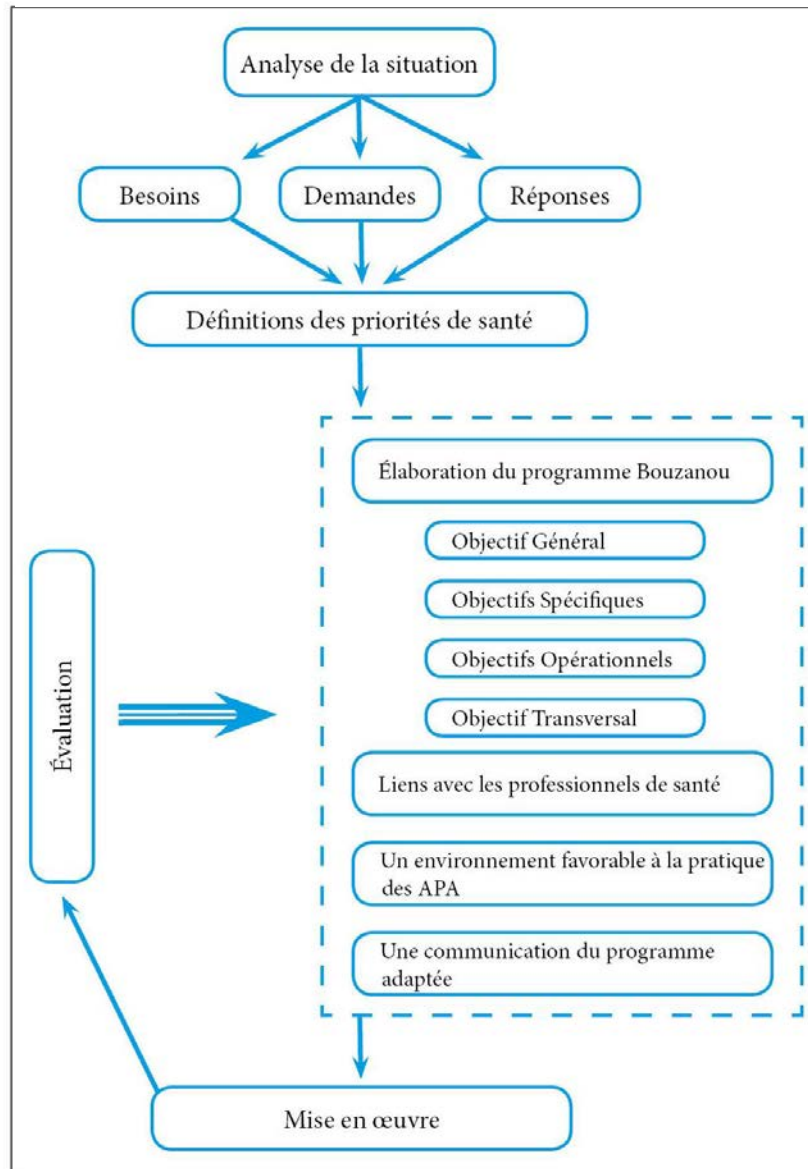 Analyse de la situation
Besoins
Demandes
Réponses
Définitions des priorités de santé
Élaboration du programme Bouzanou
Objectif Général
Objectifs Spécifiques
Objectifs Opérationnels
Objectif Transversal
Liens avec les professionnels de santé
Un environnement favorable à la pratique
des APA
Une communication du programme
adaptée
Évaluation
Mise en œuvre